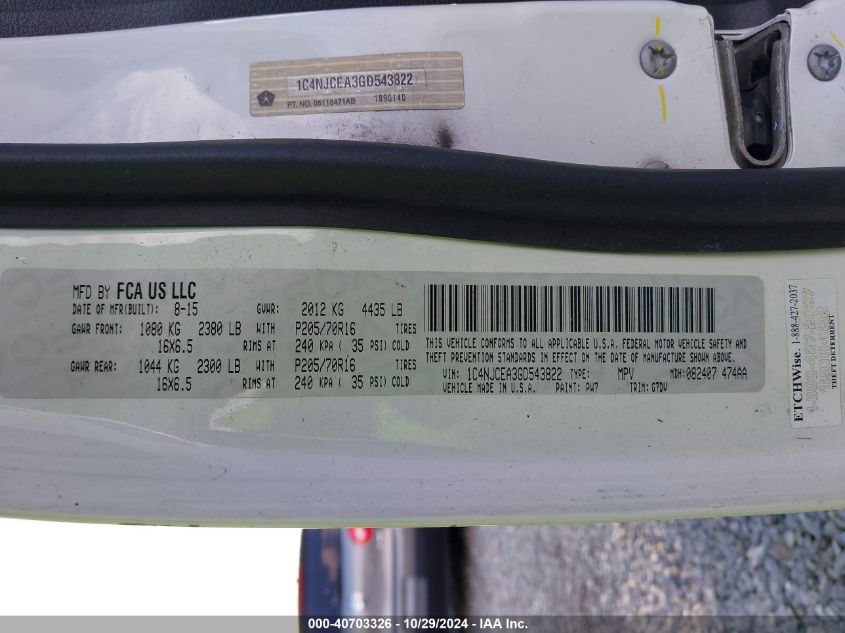 1C4NJCEA3GD543822
PT. NO. 06116471AB 1890140
MFD BY FCA US LLC
DATE OF MFR(BUILT): 8-15 GVWR: 2012 KG 4435 LB
GAWR FRONT: 1080 KG 2380 LB WITH P205/70R16 TIRES
16X6.5 RIMS AT 240 KPA ( 35 PSI) COLD
GAWR REAR: 1044 KG 2300 LB WITH P205/70R16 TIRES
16X6.5 RIMS AT 240 KPA ( 35 PSI) COLD
THIS VEHICLE CONFORMS TO ALL APPLICABLE U.S.A. FEDERAL MOTOR VEHICLE SAFETY AND
THEFT PREVENTION STANDARDS IN EFFECT ON THE DATE OF MANUFACTURE SHOWN ABOVE.
VIN: 1C4NJCEA3GD543822 TYPE: MPV MDH: 082407 474AA
VEHICLE MADE IN U.S.A. PAINT: PW7 TRIM: G7DV
ETCHWise. 1-888-427-2037
000-40703326 - 10/29/2024 - IAA Inc.